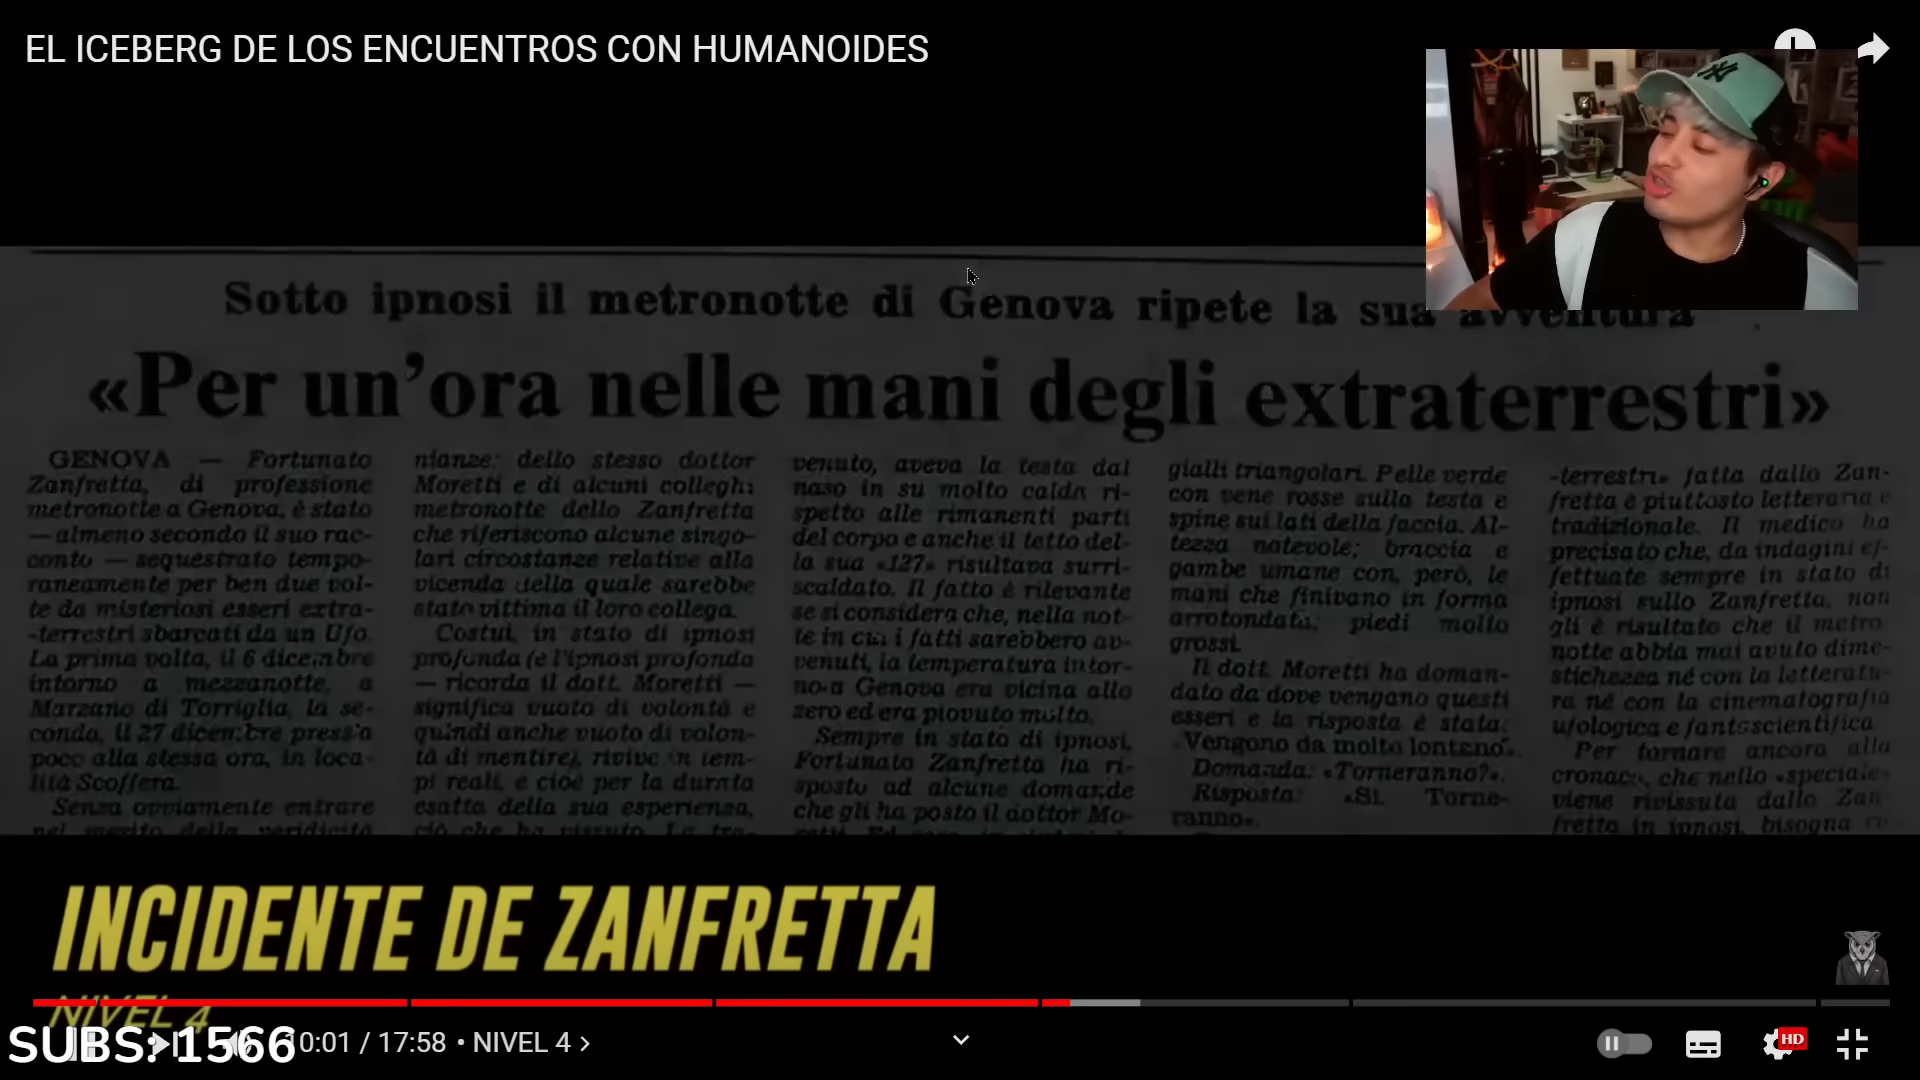 EL ICEBERG DE LOS ENCUENTROS CON HUMANOIDES
Sotto ipnosi il metronotte di Genova ripete la sua avventura
«Per un'ora nelle mani degli extraterrestri»
GENOVA — Fortunato
Zanfretta, di professione
metronotte a Genova, è stato
— almeno secondo il suo rac-
conto — sequestrato tempo-
raneamente per ben due vol-
te da misteriosi esseri extra-
-terrestri sbarcati da un Ufo.
La prima volta, il 6 dicembre
intorno a mezzanotte, a
Marzano di Torriglia, la se-
conda, il 27 dicembre press'a
poco alla stessa ora, in loca-
lità Scoffera.
Senza ovviamente entrare
nel merito della veridicità
nianze: dello stesso dottor
Moretti e di alcuni colleghi
metronotte dello Zanfretta
che riferiscono alcune singo-
lari circostanze relative alla
vicenda della quale sarebbe
stato vittima il loro collega.
Costui, in stato di ipnosi
profonda (e l'ipnosi profonda
— ricorda il dott. Moretti —
significa vuoto di volontà e
quindi anche vuoto di volon-
tà di mentire), rivive in tem-
pi reali, e cioè per la durata
esatta della sua esperienza,
ciò che ha vissuto. La tra-
venuto, aveva la testa dal
naso in su molto calda ri-
spetto alle rimanenti parti
del corpo e anche il tetto del-
la sua «127» risultava surri-
scaldato. Il fatto è rilevante
se si considera che, nella not-
te in cui i fatti sarebbero av-
venuti, la temperatura intor-
no a Genova era vicina allo
zero ed era piovuto molto.
Sempre in stato di ipnosi,
Fortunato Zanfretta ha ri-
sposto ad alcune domande
che gli ha posto il dottor Mo-
gialli triangolari. Pelle verde
con vene rosse sulla testa e
spine sui lati della faccia. Al-
tezza notevole; braccia e
gambe umane con, però, le
mani che finivano in forma
arrotondata; piedi molto
grossi.
Il dott. Moretti ha doman-
dato da dove vengano questi
esseri e la risposta è stata:
«Vengono da molto lontano».
Domanda: «Torneranno?».
Risposta: «Sì. Torne-
ranno».
-terrestri» fatta dallo Zan-
fretta è piuttosto letteraria e
tradizionale. Il medico ha
precisato che, da indagini ef-
fettuate sempre in stato di
ipnosi sullo Zanfretta, non
gli è risultato che il metro
notte abbia mai avuto dime-
stichezza né con la letteratu-
ra né con la cinematografia
ufologica e fantascientifica.
Per tornare ancora alla
cronaca, che nello «speciale»
viene rivissuta dallo Zan
fretta in ipnosi, bisogna ri-
INCIDENTE DE ZANFRETTA
NIVEL 4
SUBS: 1566
10:01 / 17:58 • NIVEL 4 >
HD